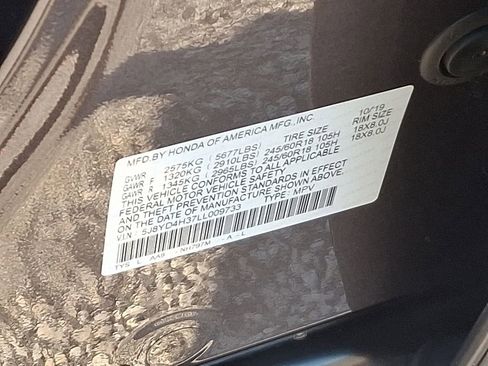 MFD.BY HONDA OF AMERICA MFG.,INC. 10/19
GVWR 2575KG ( 5677LBS) TIRE SIZE RIM SIZE
GAWR F 1320KG ( 2910LBS) 245/60R18 105H 18X8.0J
GAWR R 1345KG ( 2965LBS) 245/60R18 105H 18X8.0J
THIS VEHICLE CONFORMS TO ALL APPLICABLE
FEDERAL MOTOR VEHICLE SAFETY
AND THEFT PREVENTION STANDARDS IN EFFECT
ON THE DATE OF MANUFACTURE SHOWN ABOVE.
VIN: 5J8YD4H37LL009733 TYPE: MPV
TYS L AA9 NH797M -A -L